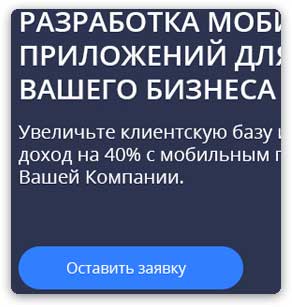 РАЗРАБОТКА МОБИ
ПРИЛОЖЕНИЙ ДЛЯ
ВАШЕГО БИЗНЕСА
Увеличьте клиентскую базу и
доход на 40% с мобильным п
Вашей Компании.
Оставить заявку